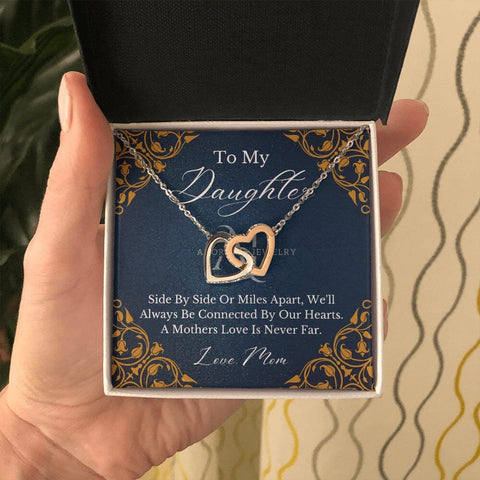 To My
Daughter
JEWELRY
Side By Side Or Miles Apart, We'll
Always Be Connected By Our Hearts.
A Mothers Love Is Never Far.
Love, Mom